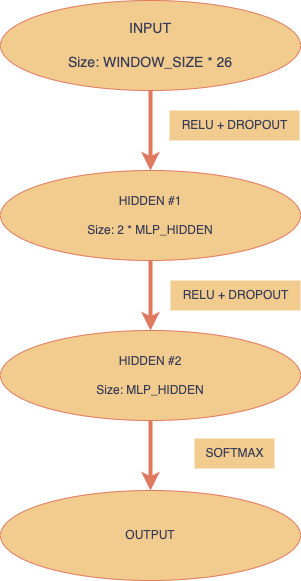 INPUT
Size: WINDOW_SIZE * 26
RELU + DROPOUT
HIDDEN #1
Size: 2 * MLP_HIDDEN
RELU + DROPOUT
HIDDEN #2
Size: MLP_HIDDEN
SOFTMAX
OUTPUT